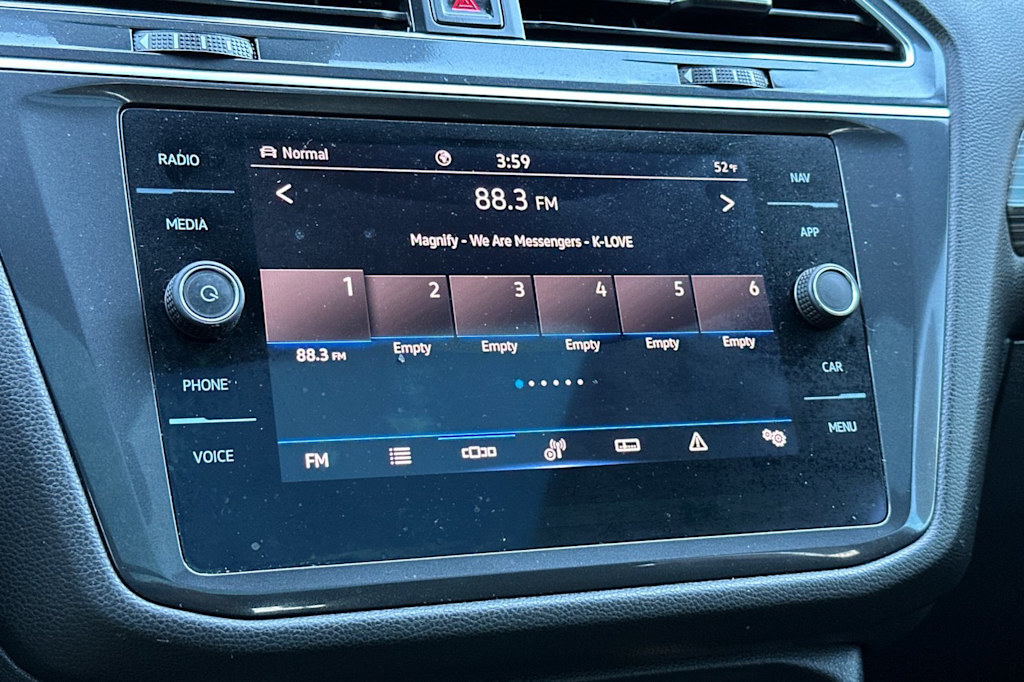 RADIO
MEDIA
PHONE
VOICE
Normal 3:59 52°F
88.3 FM
Magnify - We Are Messengers - K-LOVE
1 2 3 4 5 6
88.3 FM Empty Empty Empty Empty Empty
FM
NAV
APP
CAR
MENU